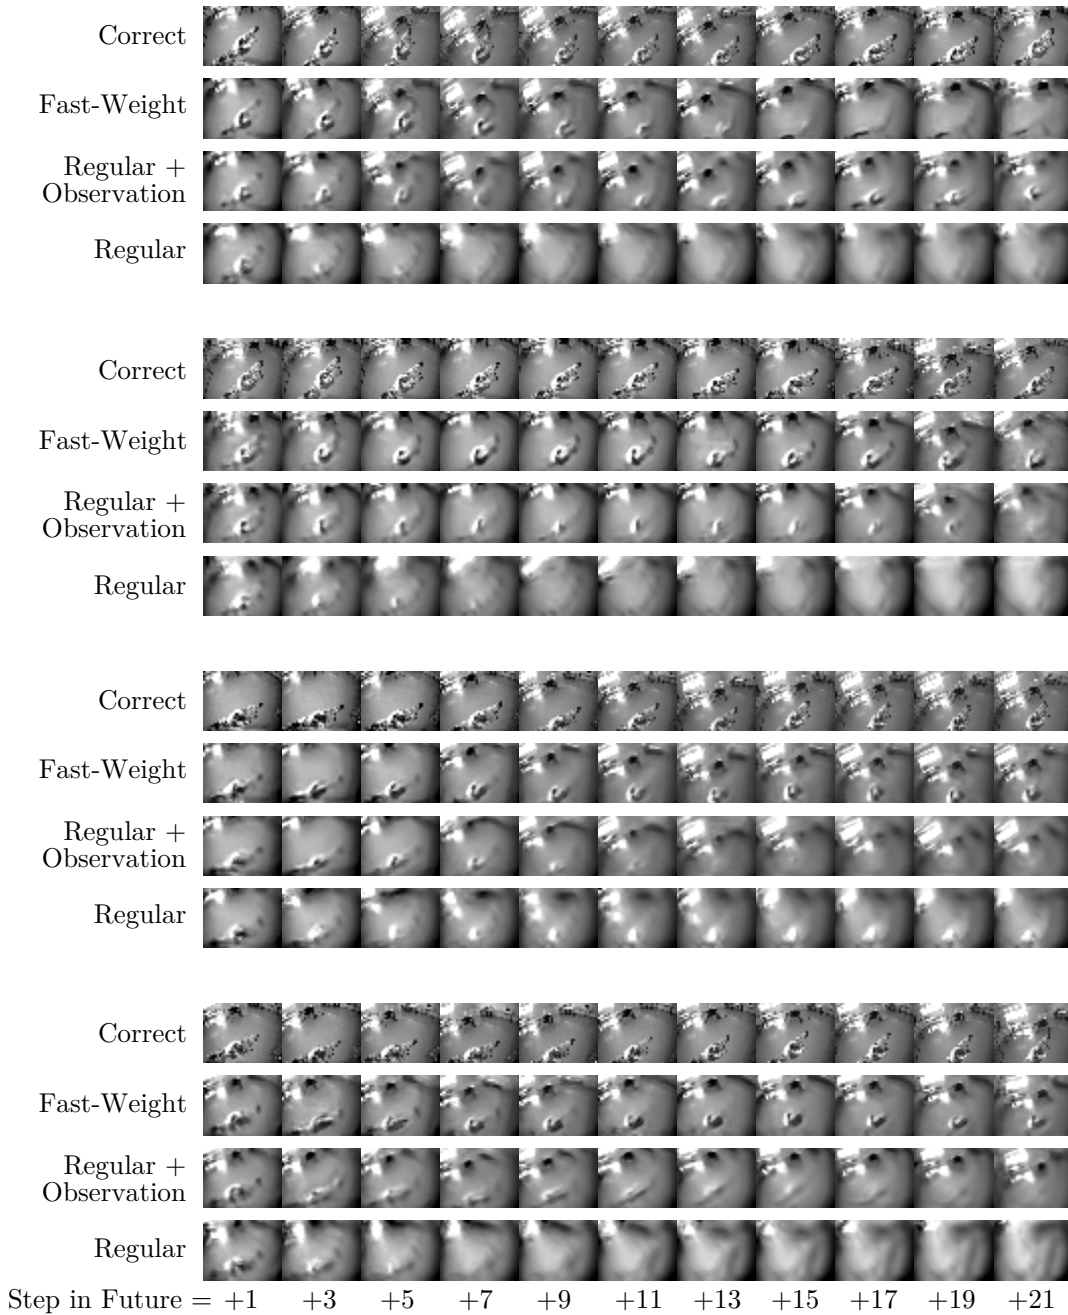 Correct
Fast-Weight
Regular +
Observation
Regular
Correct
Fast-Weight
Regular +
Observation
Regular
Correct
Fast-Weight
Regular +
Observation
Regular
Correct
Fast-Weight
Regular +
Observation
Regular
Step in Future = +1 +3 +5 +7 +9 +11 +13 +15 +17 +19 +21